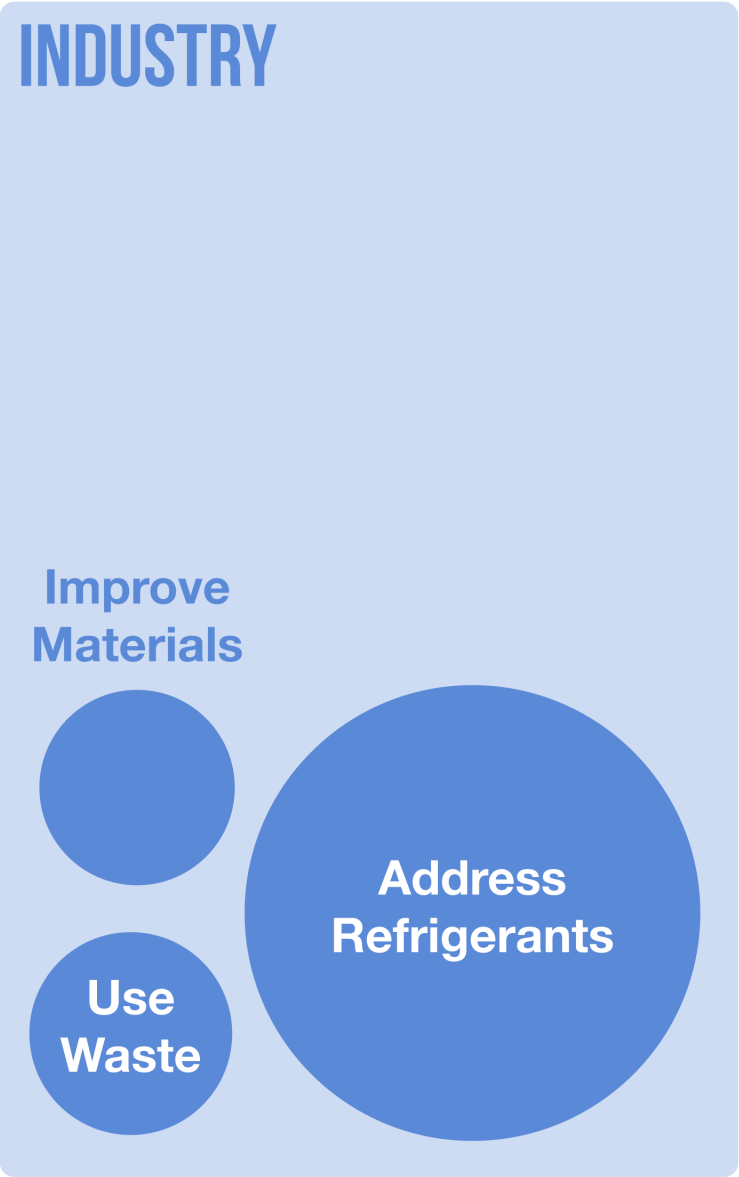 INDUSTRY
Improve
Materials
Address
Refrigerants
Use
Waste